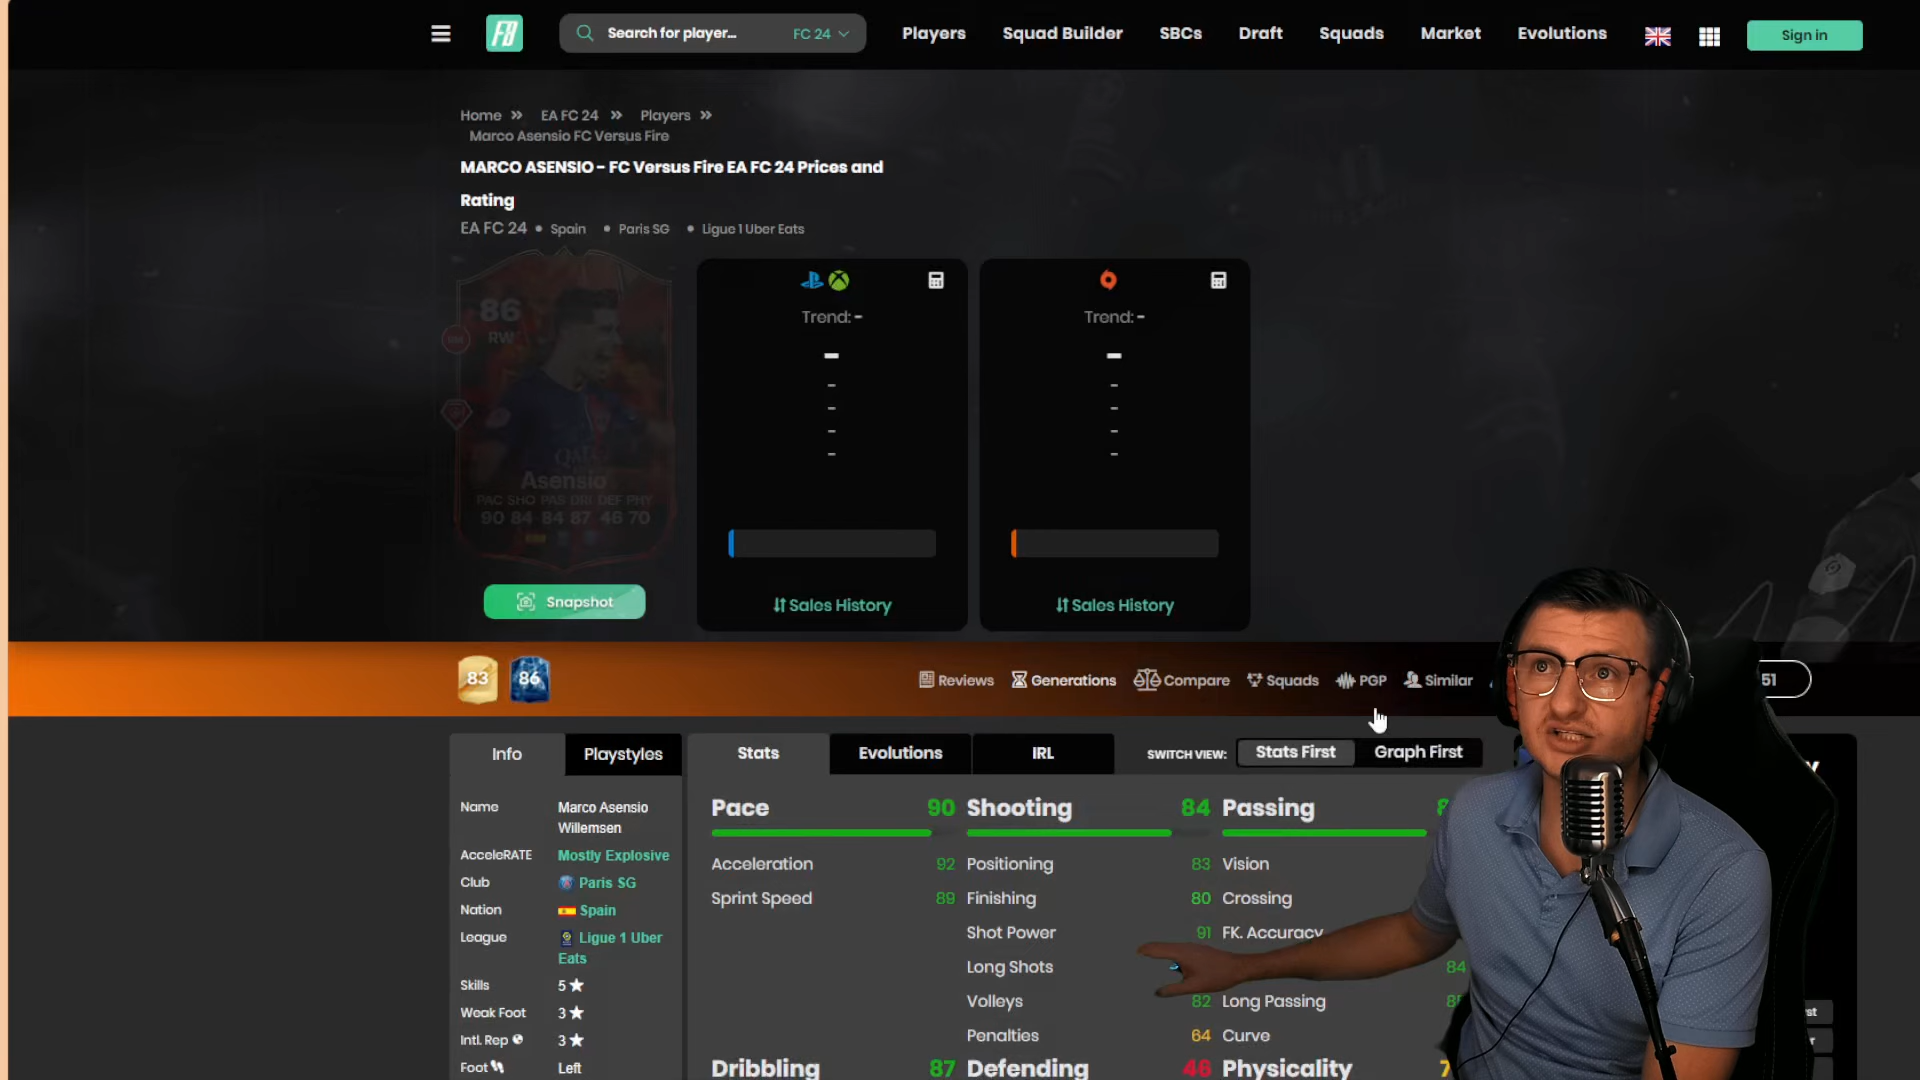 Search for player...
FC 24
Players
Squad Builder
SBCs
Draft
Squads
Market
Evolutions
Sign in
Home » EA FC 24 » Players »
Marco Asensio FC Versus Fire
MARCO ASENSIO - FC Versus Fire EA FC 24 Prices and
Rating
EA FC 24 • Spain • Paris SG • Ligue 1 Uber Eats
86
RW
Asensio
PAC SHO PAS DRI DEF PHY
90 84 84 87 46 70
Snapshot
Trend: -
-
-
-
-
-
Sales History
Trend: -
-
-
-
-
-
Sales History
83
86
Reviews
Generations
Compare
Squads
PGP
Similar
51
Info
Playstyles
Stats
Evolutions
IRL
SWITCH VIEW:
Stats First
Graph First
Name Marco Asensio
Willemsen
AcceleRATE Mostly Explosive
Club Paris SG
Nation Spain
League Ligue 1 Uber
Eats
Skills 5
Weak Foot 3
Intl. Rep 3
Foot Left
Pace 90
Acceleration 92
Sprint Speed 89
Shooting 84
Positioning 83
Finishing 80
Shot Power 91
Long Shots
Volleys 82
Penalties 64
Passing
Vision
Crossing
FK. Accuracy
84
Long Passing
Curve
Dribbling 87
Defending 46
Physicality